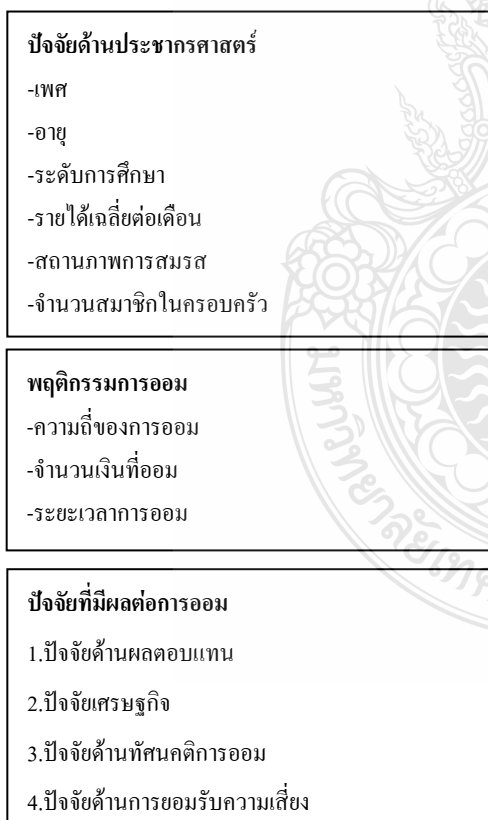 ปัจจัยด้านประชากรศาสตร์
-เพศ
-อายุ
-ระดับการศึกษา
-รายได้เฉลี่ยต่อเดือน
-สถานภาพการสมรส
-จำนวนสมาชิกในครอบครัว
พฤติกรรมการออม
-ความถี่ของการออม
-จำนวนเงินที่ออม
-ระยะเวลาการออม
ปัจจัยที่มีผลต่อการออม
1.ปัจจัยด้านผลตอบแทน
2.ปัจจัยเศรษฐกิจ
3.ปัจจัยด้านทัศนคติการออม
4.ปัจจัยด้านการยอมรับความเสี่ยง